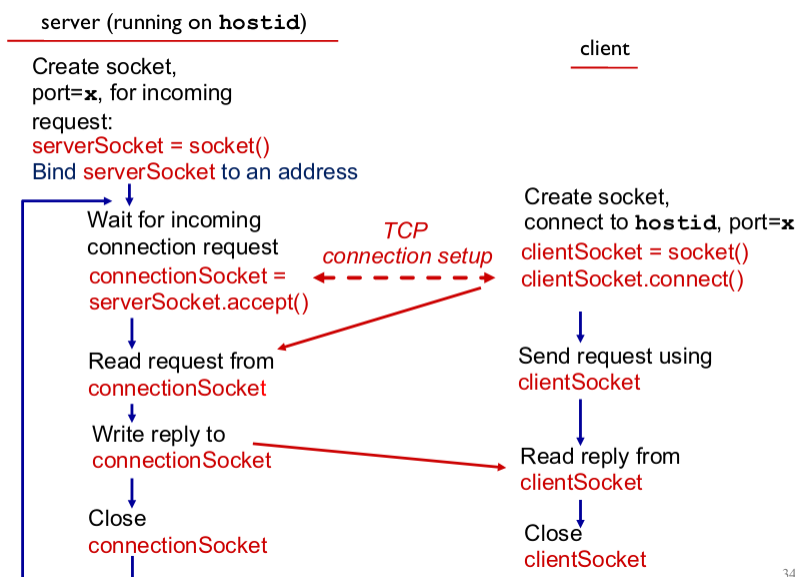 server (running on hostid)
Create socket,
port=x, for incoming
request:
serverSocket = socket()
Bind serverSocket to an address
Wait for incoming
connection request
connectionSocket =
serverSocket.accept()
Read request from
connectionSocket
Write reply to
connectionSocket
Close
connectionSocket
TCP
connection setup
client
Create socket,
connect to hostid, port=x
clientSocket = socket()
clientSocket.connect()
Send request using
clientSocket
Read reply from
clientSocket
Close
clientSocket
34